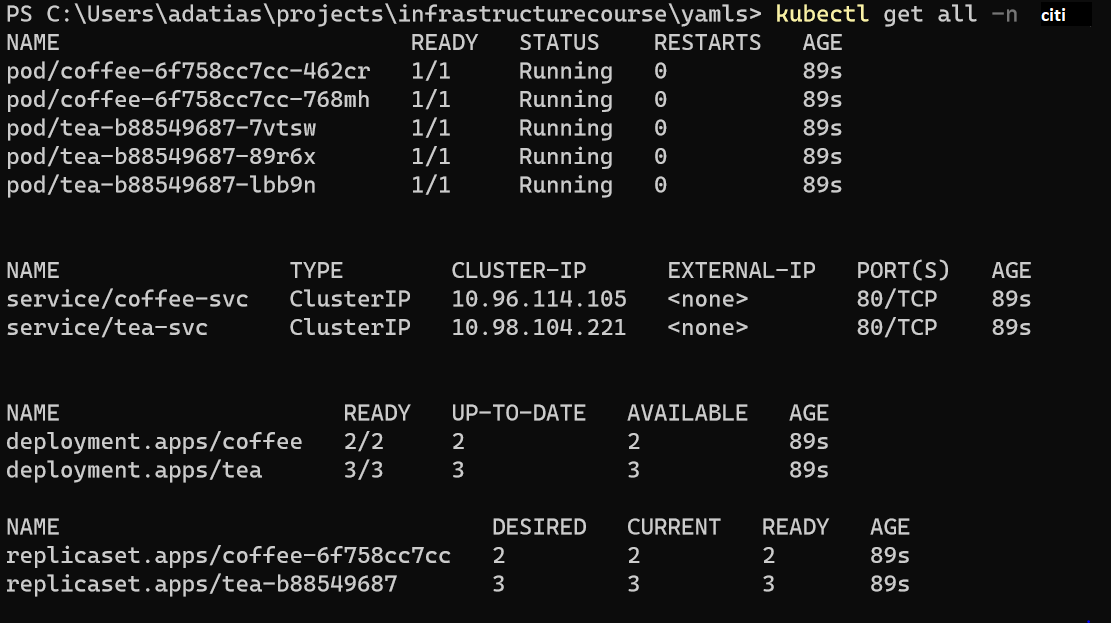 PS C:\Users\adatias\projects\infrastructurecourse\yamls> kubectl get all -n citi
NAME READY STATUS RESTARTS AGE
pod/coffee-6f758cc7cc-462cr 1/1 Running 0 89s
pod/coffee-6f758cc7cc-768mh 1/1 Running 0 89s
pod/tea-b88549687-7vtsw 1/1 Running 0 89s
pod/tea-b88549687-89r6x 1/1 Running 0 89s
pod/tea-b88549687-lbb9n 1/1 Running 0 89s
NAME TYPE CLUSTER-IP EXTERNAL-IP PORT(S) AGE
service/coffee-svc ClusterIP 10.96.114.105 <none> 80/TCP 89s
service/tea-svc ClusterIP 10.98.104.221 <none> 80/TCP 89s
NAME READY UP-TO-DATE AVAILABLE AGE
deployment.apps/coffee 2/2 2 2 89s
deployment.apps/tea 3/3 3 3 89s
NAME DESIRED CURRENT READY AGE
replicaset.apps/coffee-6f758cc7cc 2 2 2 89s
replicaset.apps/tea-b88549687 3 3 3 89s